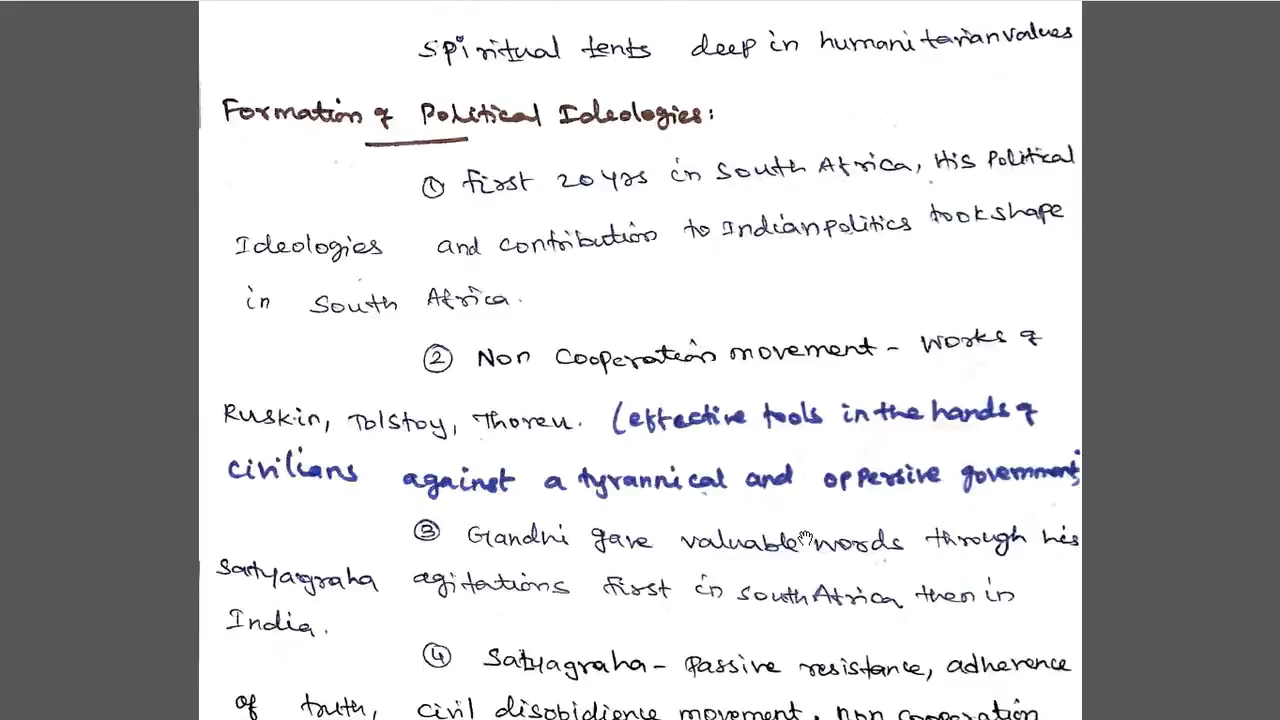 Spiritual tents deep in humanitarian values
Formation of Political Ideologies:
① first 20 yrs in South Africa, His Political
Ideologies and contribution to Indian politics took shape
in South Africa.
② Non Cooperation movement - works of
Ruskin, Tolstoy, Thoreu. (effective tools in the hands of
civilians against a tyrannical and oppersive government)
③ Gandhi gave valuable words through his
Satyagraha agitations first in South Africa then in
India.
④ Satyagraha - Passive resistance, adherence
of truth, civil disobidience movement, non cooperation